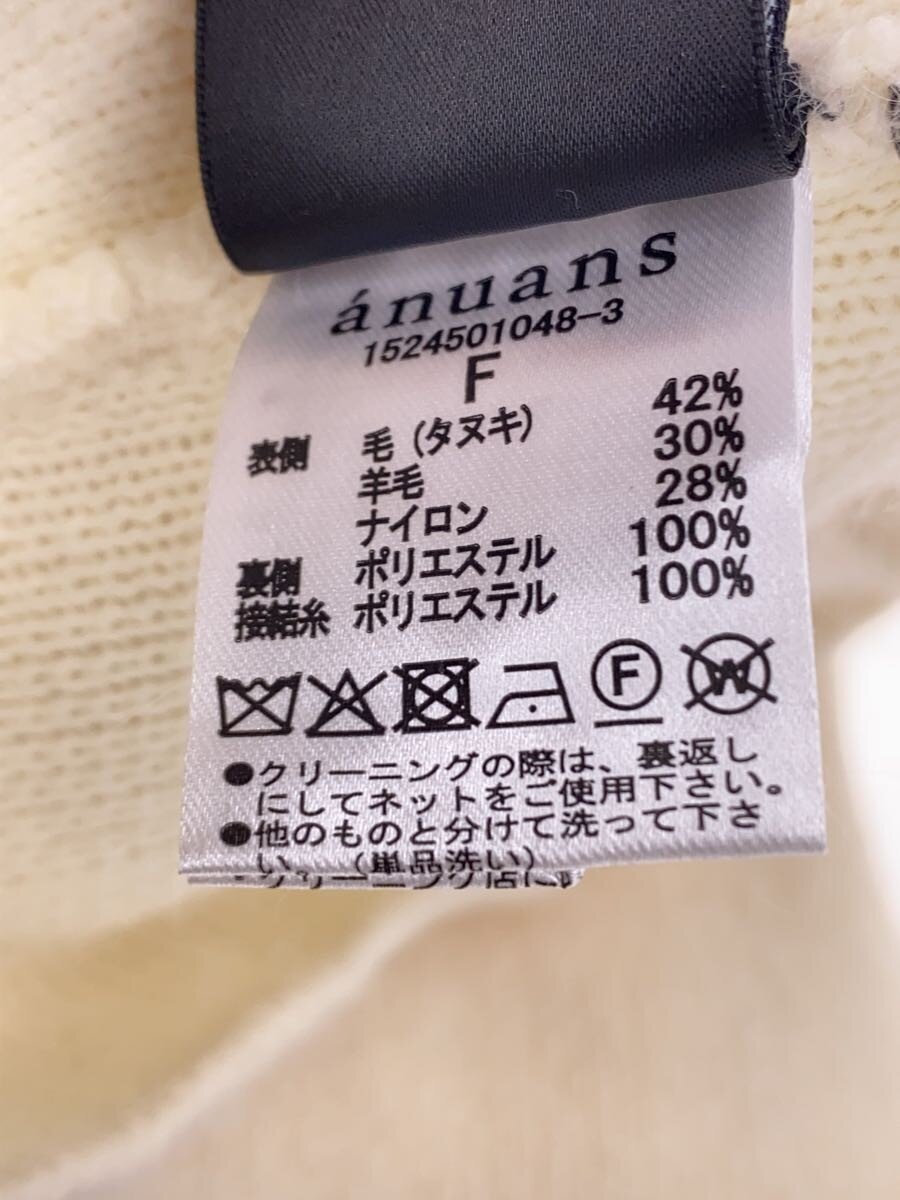 ánuans
1524501048-3
F
表側 毛(タヌキ) 42%
羊毛 30%
ナイロン 28%
裏側 ポリエステル 100%
接結糸 ポリエステル 100%
F W
●クリーニングの際は、裏返し
にしてネットをご使用下さい。
●他のものと分けて洗って下さ
い。(単品洗い)